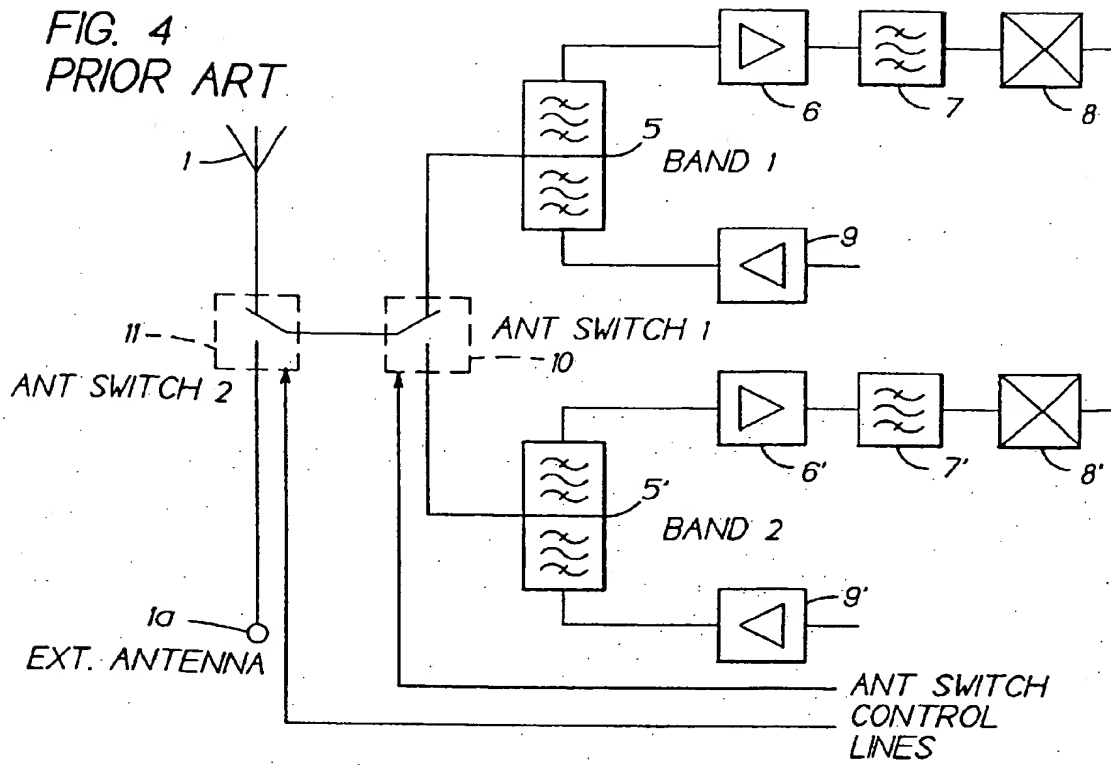 FIG. 4
PRIOR ART
1
5
BAND 1
6
7
8
9
11
ANT SWITCH 2
ANT SWITCH 1
10
5'
BAND 2
6'
7'
8'
9'
1a
EXT. ANTENNA
ANT SWITCH
CONTROL
LINES